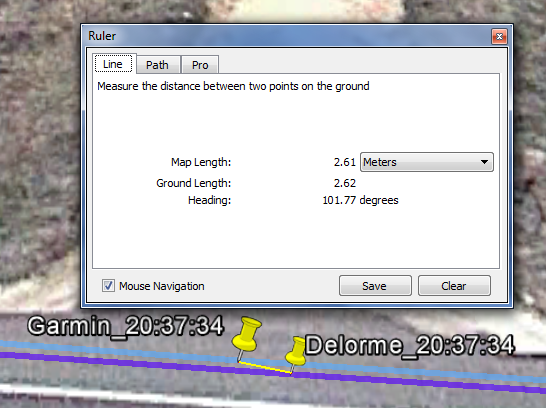 Ruler
Line Path Pro
Measure the distance between two points on the ground
Map Length: 2.61 Meters
Ground Length: 2.62
Heading: 101.77 degrees
Mouse Navigation Save Clear
Garmin_20:37:34
Delorme_20:37:34